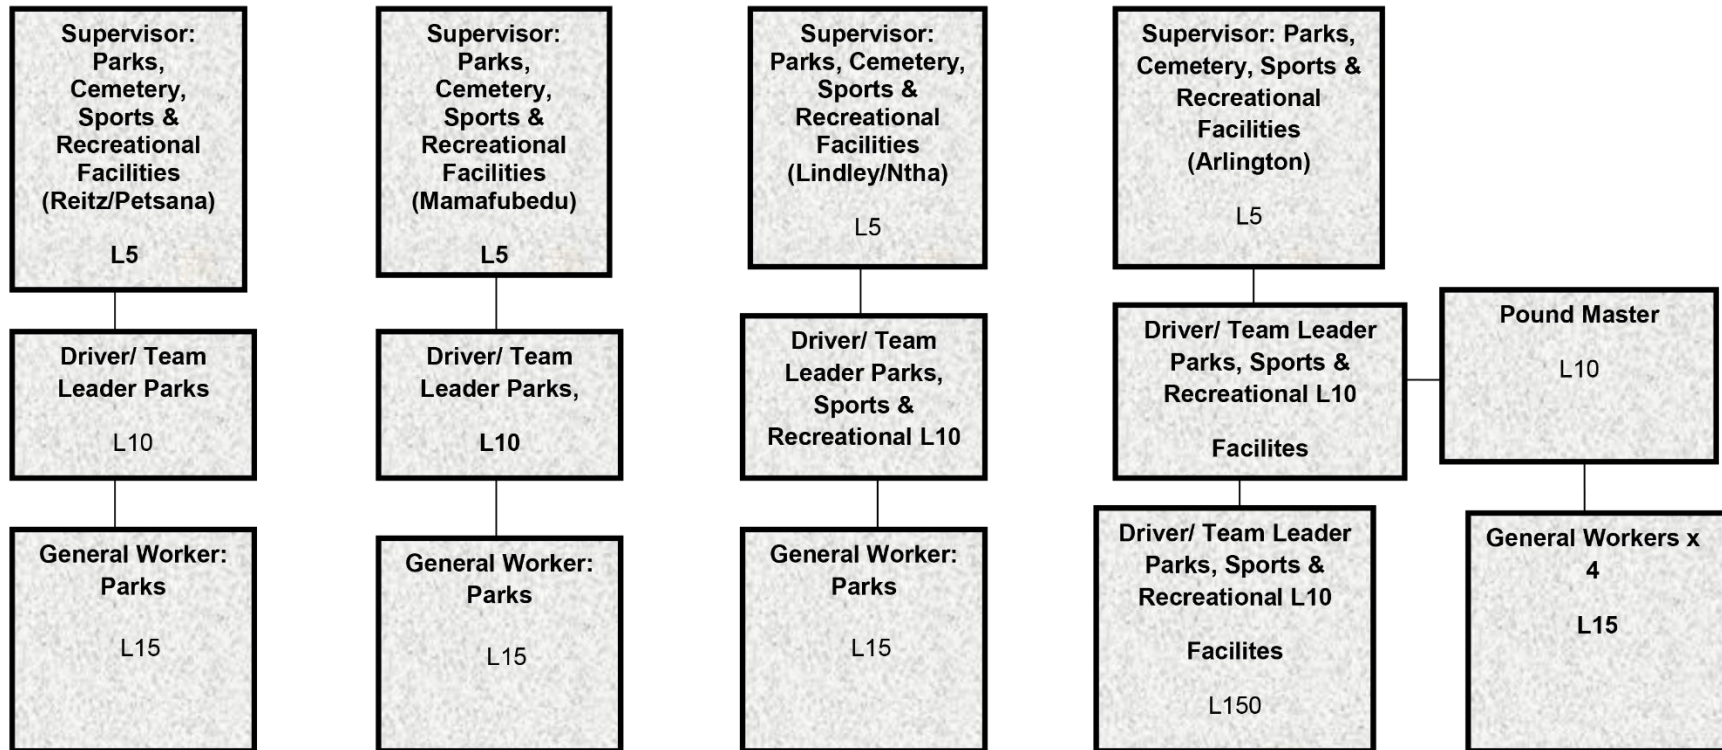 Supervisor:
Parks,
Cemetery,
Sports &
Recreational
Facilities
(Reitz/Petsana)
L5
Supervisor:
Parks,
Cemetery,
Sports &
Recreational
Facilities
(Mamafubedu)
L5
Supervisor:
Parks, Cemetery,
Sports &
Recreational
Facilities
(Lindley/Ntha)
L5
Supervisor: Parks,
Cemetery, Sports &
Recreational
Facilities
(Arlington)
L5
Driver/ Team
Leader Parks
L10
Driver/ Team
Leader Parks,
L10
Driver/ Team
Leader Parks,
Sports &
Recreational L10
Driver/ Team Leader
Parks, Sports &
Recreational L10
Facilites
Pound Master
L10
General Worker:
Parks
L15
General Worker:
Parks
L15
General Worker:
Parks
L15
Driver/ Team Leader
Parks, Sports &
Recreational L10
Facilites
L150
General Workers x
4
L15